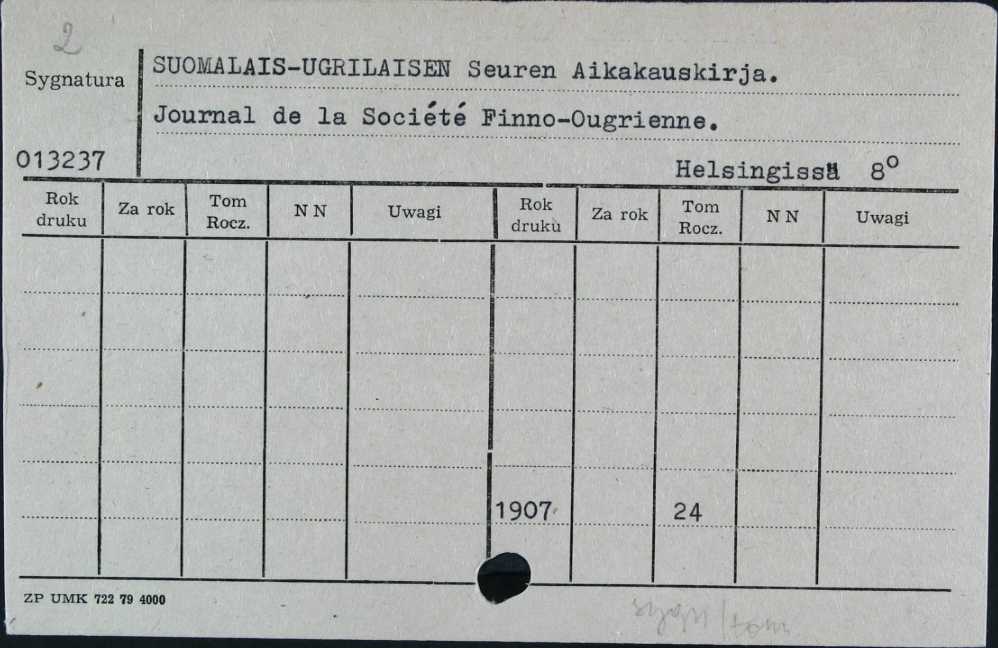 2
Sygnatura
SUOMALAIS-UGRILAISEN Seuren Aikakauskirja.
Journal de la Société Finno-Ougrienne.
013237
Helsingissä 8°
Rok druku Za rok Tom Rocz. N N Uwagi Rok druku Za rok Tom Rocz. N N Uwagi
1907 24
ZP UMK 722 79 4000